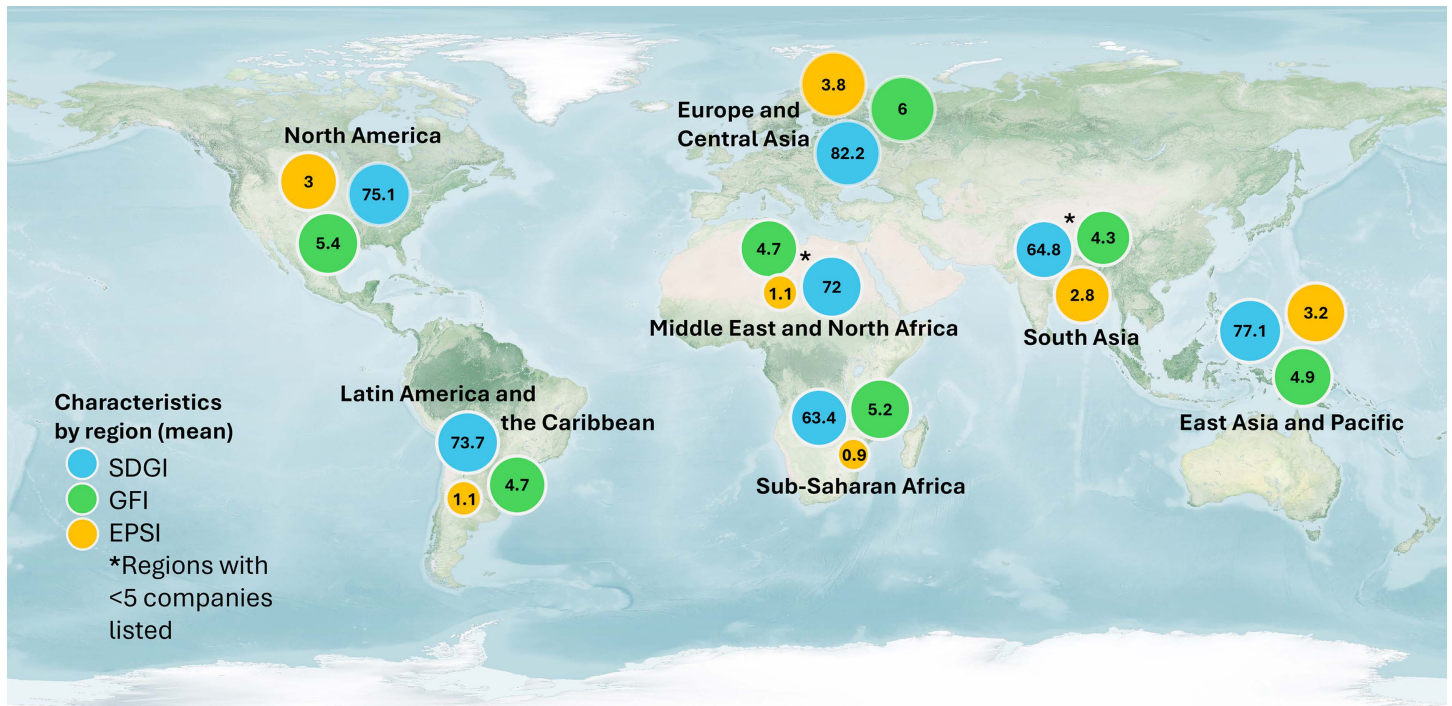 North America
3
75.1
5.4
Europe and
Central Asia
3.8
6
82.2
4.7
*
1.1
72
Middle East and North Africa
*
64.8
4.3
2.8
South Asia
77.1
3.2
4.9
East Asia and Pacific
Latin America and
the Caribbean
73.7
4.7
1.1
63.4
5.2
0.9
Sub-Saharan Africa
Characteristics
by region (mean)
SDGI
GFI
EPSI
*Regions with
<5 companies
listed